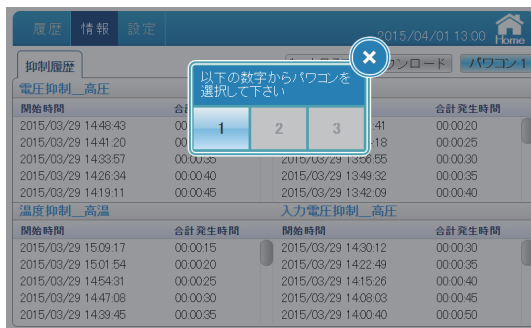 履歴 情報 設定
2015/04/01 13:00 Home
抑制履歴 ウンロード パワコン1
以下の数字からパワコンを
選択して下さい
1 2 3
電圧抑制__高圧
開始時間 合計発生時間
2015/03/29 14:48:43 00:00:20
2015/03/29 14:41:20 00:00:25
2015/03/29 14:33:57 00:00:35 2015/03/29 13:56:55 00:00:30
2015/03/29 14:26:34 00:00:40 2015/03/29 13:49:32 00:00:35
2015/03/29 14:19:11 00:00:45 2015/03/29 13:42:09 00:00:40
温度抑制__高温 入力電圧抑制__高圧
開始時間 合計発生時間 開始時間 合計発生時間
2015/03/29 15:09:17 00:00:15 2015/03/29 14:30:12 00:00:30
2015/03/29 15:01:54 00:00:20 2015/03/29 14:22:49 00:00:35
2015/03/29 14:54:31 00:00:25 2015/03/29 14:15:26 00:00:40
2015/03/29 14:47:08 00:00:30 2015/03/29 14:08:03 00:00:45
2015/03/29 14:39:45 00:00:35 2015/03/29 14:00:40 00:00:50